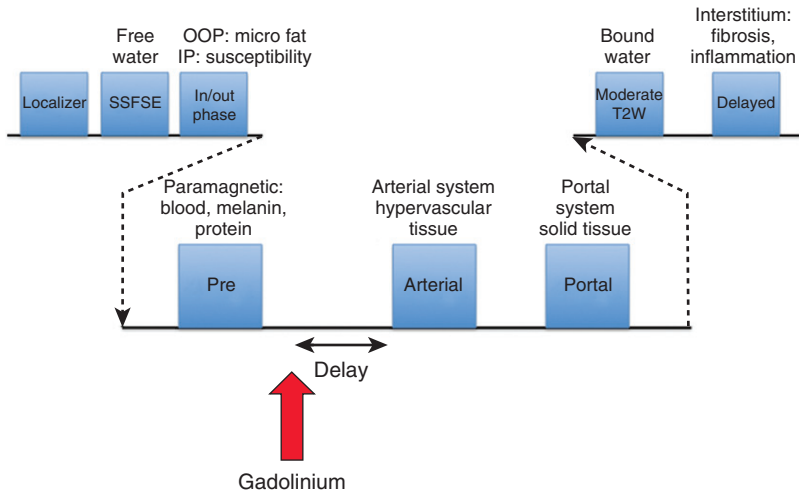 Free
water
OOP: micro fat
IP: susceptibility
Localizer
SSFSE
In/out
phase
Bound
water
Interstitium:
fibrosis,
inflammation
Moderate
T2W
Delayed
Paramagnetic:
blood, melanin,
protein
Arterial system
hypervascular
tissue
Portal
system
solid tissue
Pre
Arterial
Portal
Delay
Gadolinium